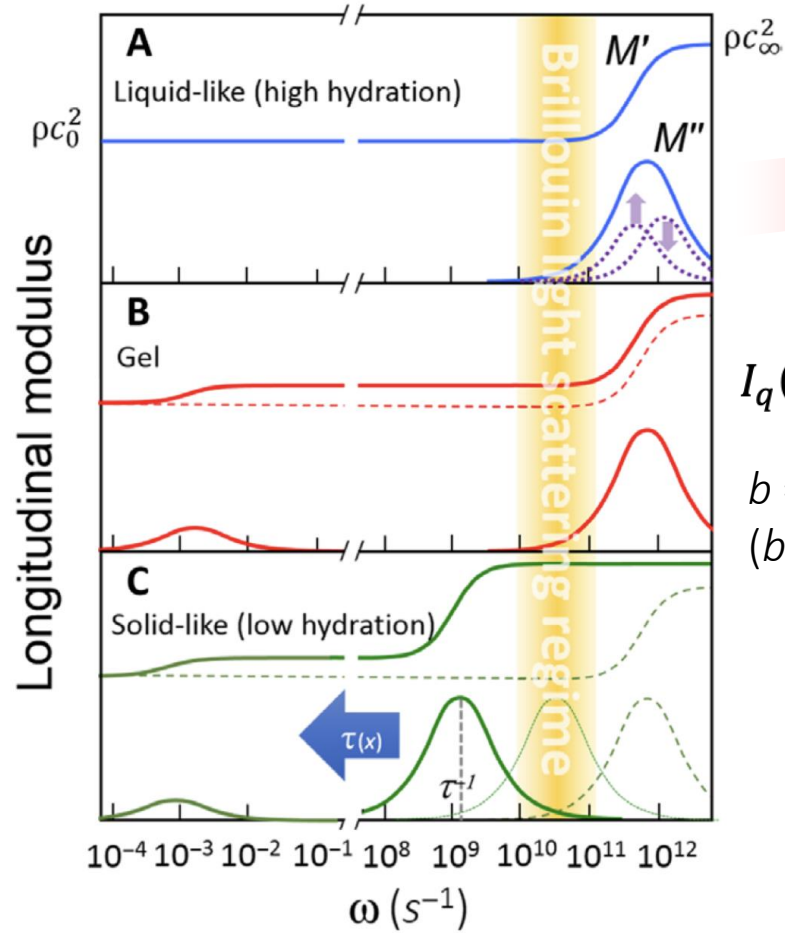 A
Liquid-like (high hydration)
M′
ρc∞²
ρc₀²
M″
B
Gel
C
Solid-like (low hydration)
τ(x)
τ⁻¹
Brillouin light scattering regime
Longitudinal modulus
10⁻⁴ 10⁻³ 10⁻² 10⁻¹ 10⁸ 10⁹ 10¹⁰ 10¹¹ 10¹²
ω (s⁻¹)
I_q(
b
(b